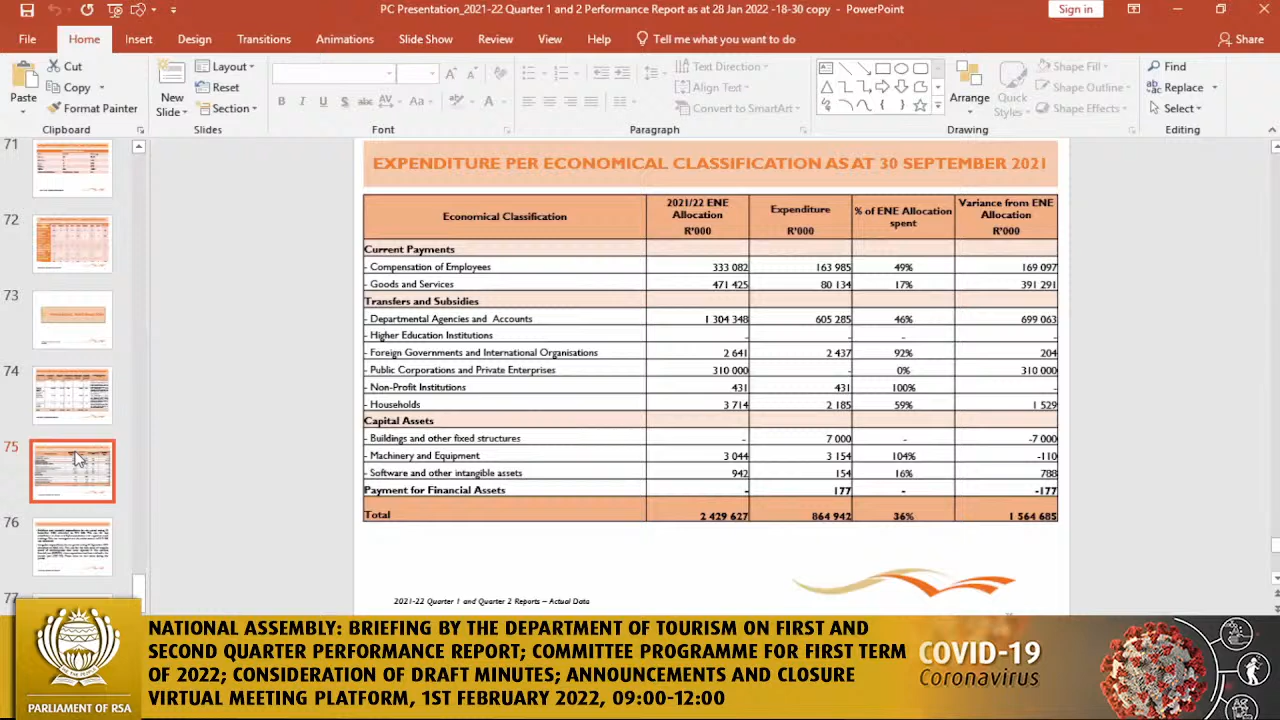 PC Presentation_2021-22 Quarter 1 and 2 Performance Report as at 28 Jan 2022 -18-30 copy - PowerPoint
Sign in
File Home Insert Design Transitions Animations Slide Show Review View Help Tell me what you want to do Share
Paste Cut Copy Format Painter Clipboard
New Slide Layout Reset Section Slides
B I U S abc AV Aa A Font
Text Direction Align Text Convert to SmartArt Paragraph
Arrange Quick Styles Shape Fill Shape Outline Shape Effects Drawing
Find Replace Select Editing
71
72
73
74
75
76
77
EXPENDITURE PER ECONOMICAL CLASSIFICATION AS AT 30 SEPTEMBER 2021
Economical Classification 2021/22 ENE Allocation R'000 Expenditure R'000 % of ENE Allocation spent Variance from ENE Allocation R'000
Current Payments
- Compensation of Employees 333 082 163 985 49% 169 097
- Goods and Services 471 425 80 134 17% 391 291
Transfers and Subsidies
- Departmental Agencies and Accounts 1 304 348 605 285 46% 699 063
- Higher Education Institutions - - - -
- Foreign Governments and International Organisations 2 641 2 437 92% 204
- Public Corporations and Private Enterprises 310 000 - 0% 310 000
- Non-Profit Institutions 431 431 100% -
- Households 3 714 2 185 59% 1 529
Capital Assets
- Buildings and other fixed structures - 7 000 - -7 000
- Machinery and Equipment 3 044 3 154 104% -110
- Software and other intangible assets 942 154 16% 788
Payment for Financial Assets - 177 - -177
Total 2 429 627 864 942 36% 1 564 685
2021-22 Quarter 1 and Quarter 2 Reports – Actual Data
PARLIAMENT OF RSA
NATIONAL ASSEMBLY: BRIEFING BY THE DEPARTMENT OF TOURISM ON FIRST AND
SECOND QUARTER PERFORMANCE REPORT; COMMITTEE PROGRAMME FOR FIRST TERM
OF 2022; CONSIDERATION OF DRAFT MINUTES; ANNOUNCEMENTS AND CLOSURE
VIRTUAL MEETING PLATFORM, 1ST FEBRUARY 2022, 09:00-12:00
COVID-19
Coronavirus